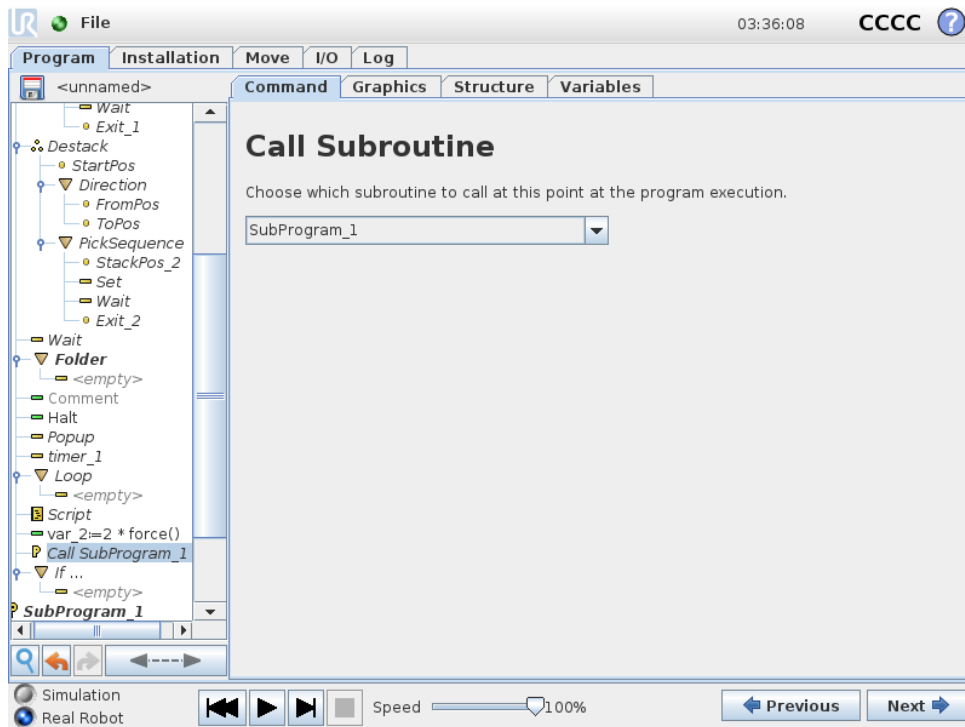 UR File 03:36:08 CCCC ?
Program Installation Move I/O Log
<unnamed> Command Graphics Structure Variables
Wait
Exit_1
Destack
StartPos
Direction
FromPos
ToPos
PickSequence
StackPos_2
Set
Wait
Exit_2
Wait
Folder
<empty>
Comment
Halt
Popup
timer_1
Loop
<empty>
Script
var_2:=2 * force()
P Call SubProgram_1
If ...
<empty>
P SubProgram_1
Call Subroutine
Choose which subroutine to call at this point at the program execution.
SubProgram_1
Simulation
Real Robot
Speed 100%
Previous Next